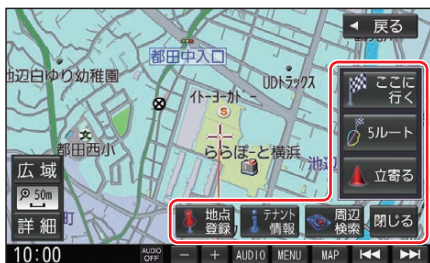 戻る
都田中入口
辺白ゆり幼稚園
UDトラックス
イトーヨーカドー
S
ここに
行く
5ルート
都田西小
ららぽーと横浜
池辺
立寄る
広域
50m
詳細
町
地点
登録
テナント
情報
周辺
検索
閉じる
10:00
AUDIO
OFF
－ ＋ AUDIO MENU MAP